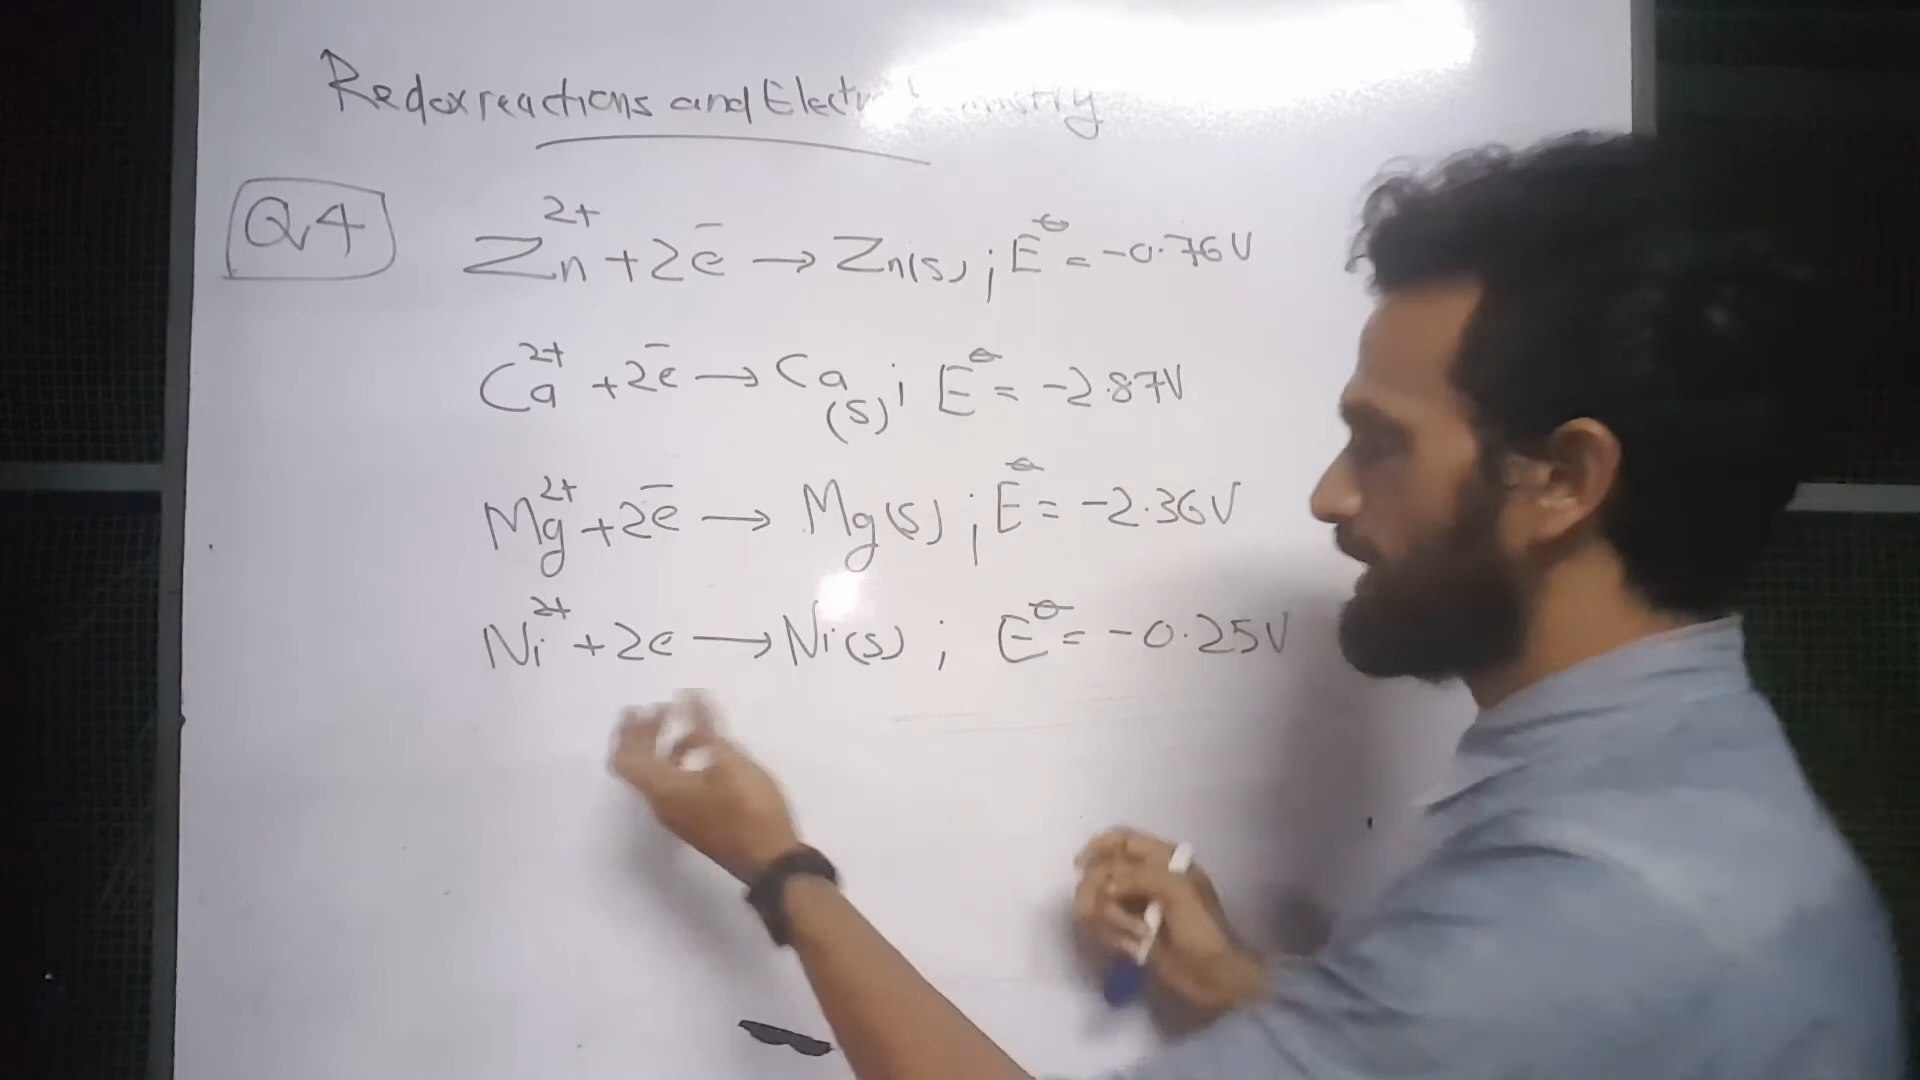 Redox reactions and
Q4
Zn²⁺ + 2e⁻ → Zn(s) ; E⊖ = -0.76V
Ca²⁺ + 2e⁻ → Ca(s) ; E⊖ = -2.87V
Mg²⁺ + 2e⁻ → Mg(s) ; E⊖ = -2.36V
Ni²⁺ + 2e → Ni(s) ; E⊖ = -0.25V